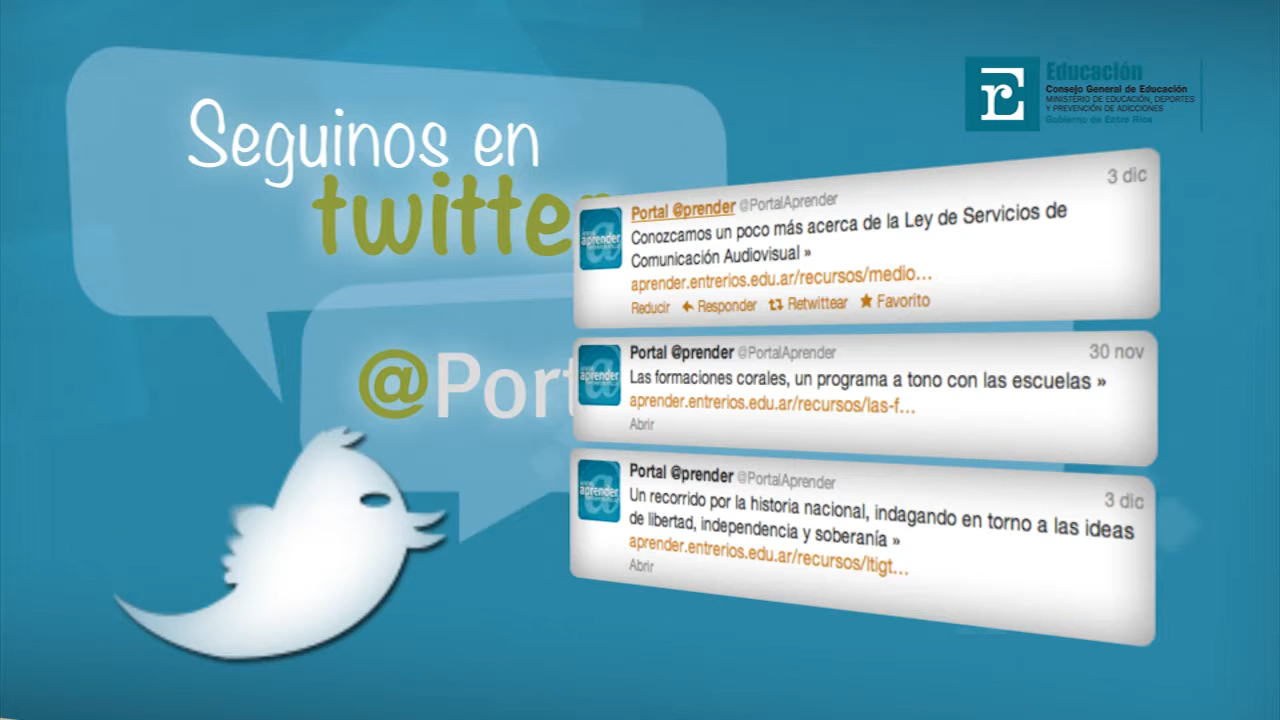 Seguinos en
twitter
@Port
Educación
Consejo General de Educación
MINISTERIO DE EDUCACIÓN, DEPORTES
Y PREVENCIÓN DE ADICCIONES
Gobierno de Entre Ríos
3 dic
Portal @prender @PortalAprender
Conozcamos un poco más acerca de la Ley de Servicios de
Comunicación Audiovisual »
aprender.entrerios.edu.ar/recursos/medio...
Reducir Responder Retwittear Favorito
Portal @prender @PortalAprender 30 nov
Las formaciones corales, un programa a tono con las escuelas »
aprender.entrerios.edu.ar/recursos/las-f...
Abrir
Portal @prender @PortalAprender 3 dic
Un recorrido por la historia nacional, indagando en torno a las ideas
de libertad, independencia y soberanía »
aprender.entrerios.edu.ar/recursos/ltigt...
Abrir
aprender
aprender
aprender